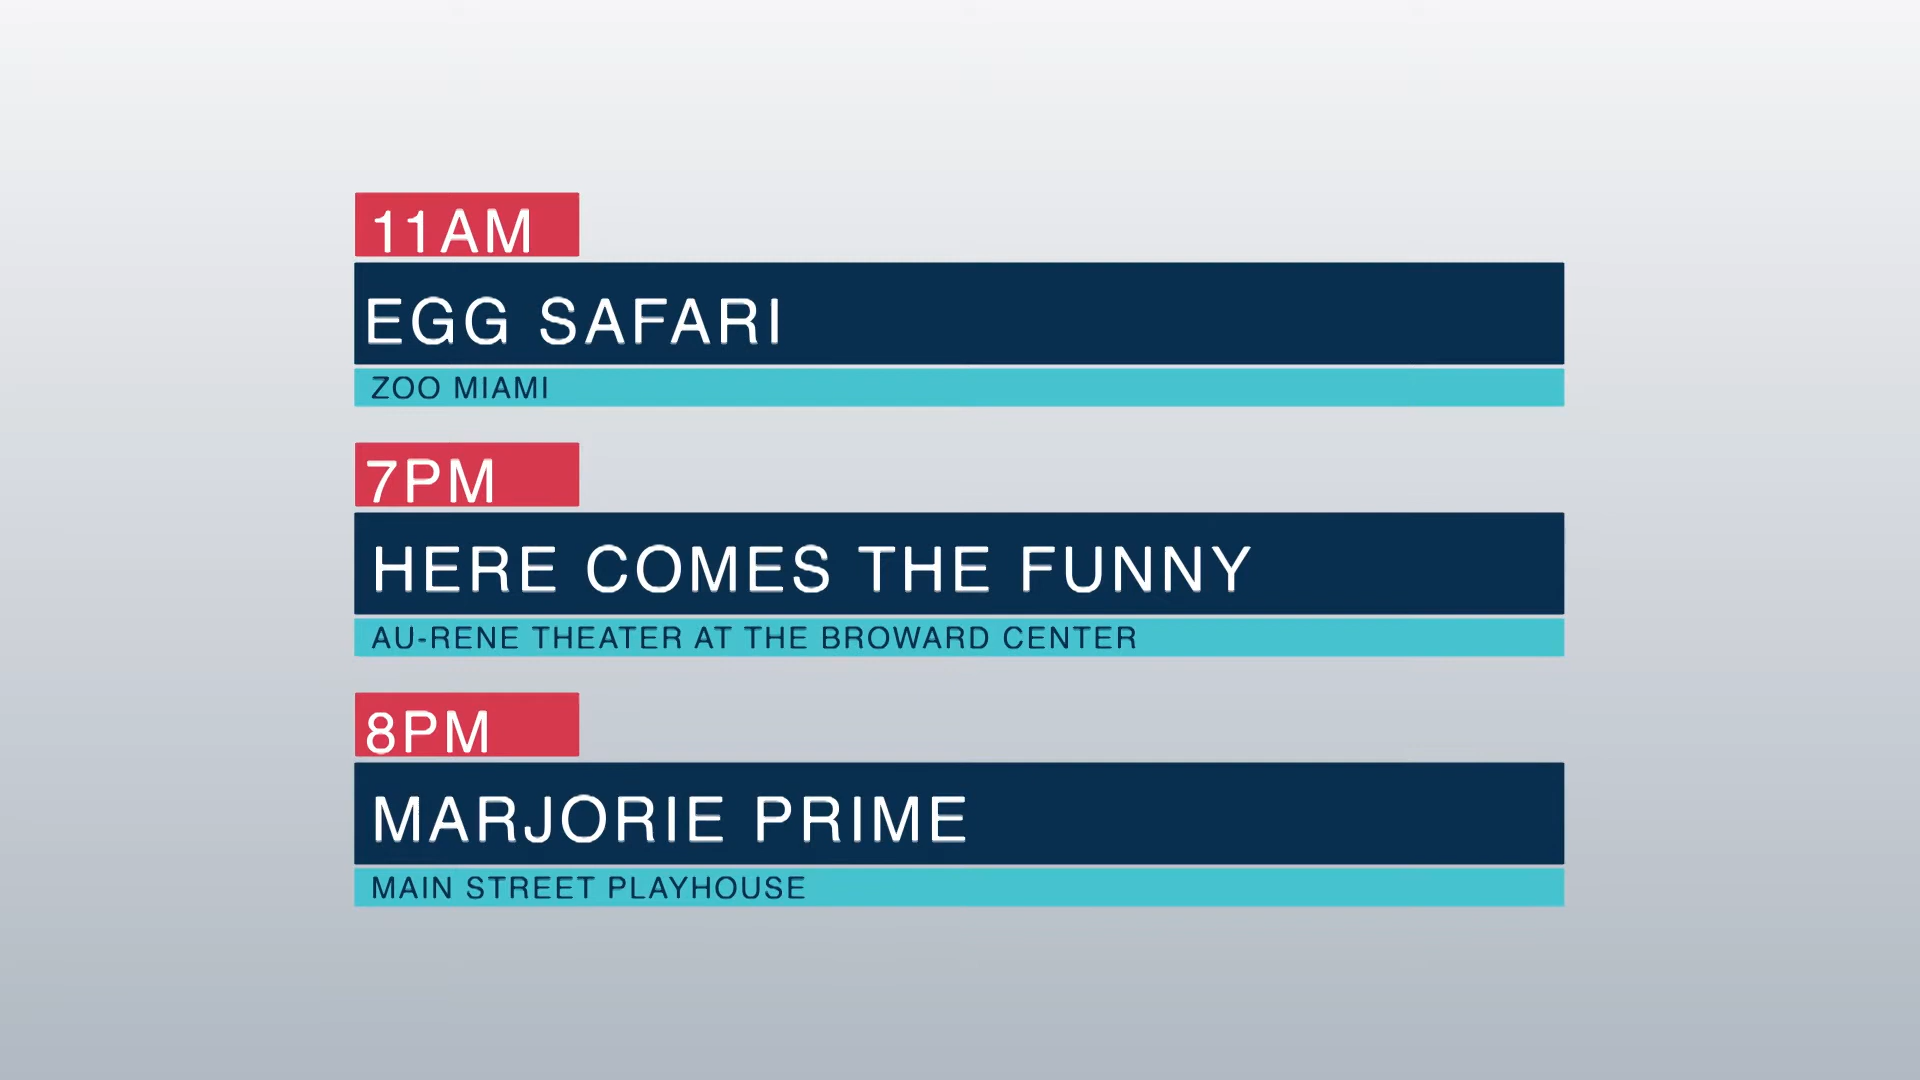 11AM
EGG SAFARI
ZOO MIAMI
7PM
HERE COMES THE FUNNY
AU-RENE THEATER AT THE BROWARD CENTER
8PM
MARJORIE PRIME
MAIN STREET PLAYHOUSE